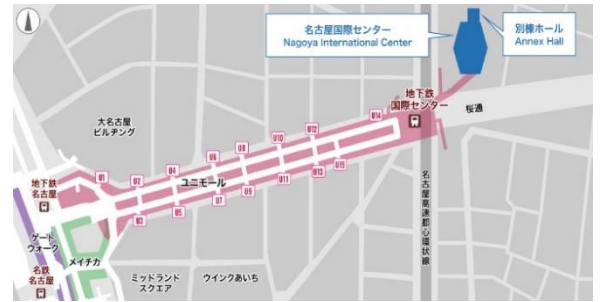 名古屋国際センター
Nagoya International Center
別棟ホール
Annex Hall
地下鉄
国際センター
桜通
大名古屋
ビルヂング
U14
U12
U10
U8
U6
U4
U2
U1
ユニモール
U15
U13
U11
U9
U7
U5
U3
地下鉄
名古屋
ゲート
ウォーク
メイチカ
名鉄
名古屋
ミッドランド
スクエア
ウインクあいち
名古屋高速都心環状線